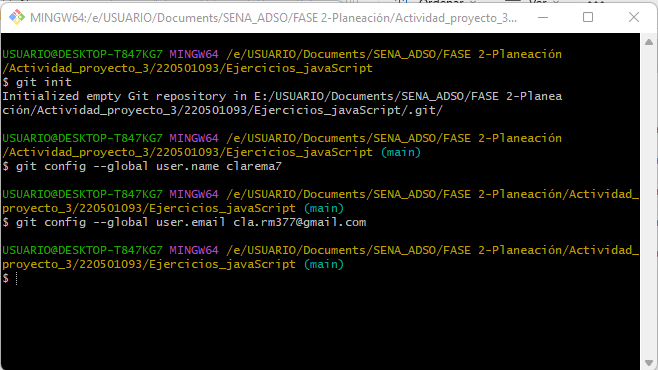 Ordenar
Ver
MINGW64:/e/USUARIO/Documents/SENA_ADSO/FASE 2-Planeación/Actividad_proyecto_3...
USUARIO@DESKTOP-T847KG7 MINGW64 /e/USUARIO/Documents/SENA_ADSO/FASE 2-Planeación
/Actividad_proyecto_3/220501093/Ejercicios_javaScript
$ git init
Initialized empty Git repository in E:/USUARIO/Documents/SENA_ADSO/FASE 2-Planea
ción/Actividad_proyecto_3/220501093/Ejercicios_javaScript/.git/
USUARIO@DESKTOP-T847KG7 MINGW64 /e/USUARIO/Documents/SENA_ADSO/FASE 2-Planeación
/Actividad_proyecto_3/220501093/Ejercicios_javaScript (main)
$ git config --global user.name clarema7
USUARIO@DESKTOP-T847KG7 MINGW64 /e/USUARIO/Documents/SENA_ADSO/FASE 2-Planeación/Actividad_
proyecto_3/220501093/Ejercicios_javaScript (main)
$ git config --global user.email cla.rm377@gmail.com
USUARIO@DESKTOP-T847KG7 MINGW64 /e/USUARIO/Documents/SENA_ADSO/FASE 2-Planeación/Actividad_
proyecto_3/220501093/Ejercicios_javaScript (main)
$